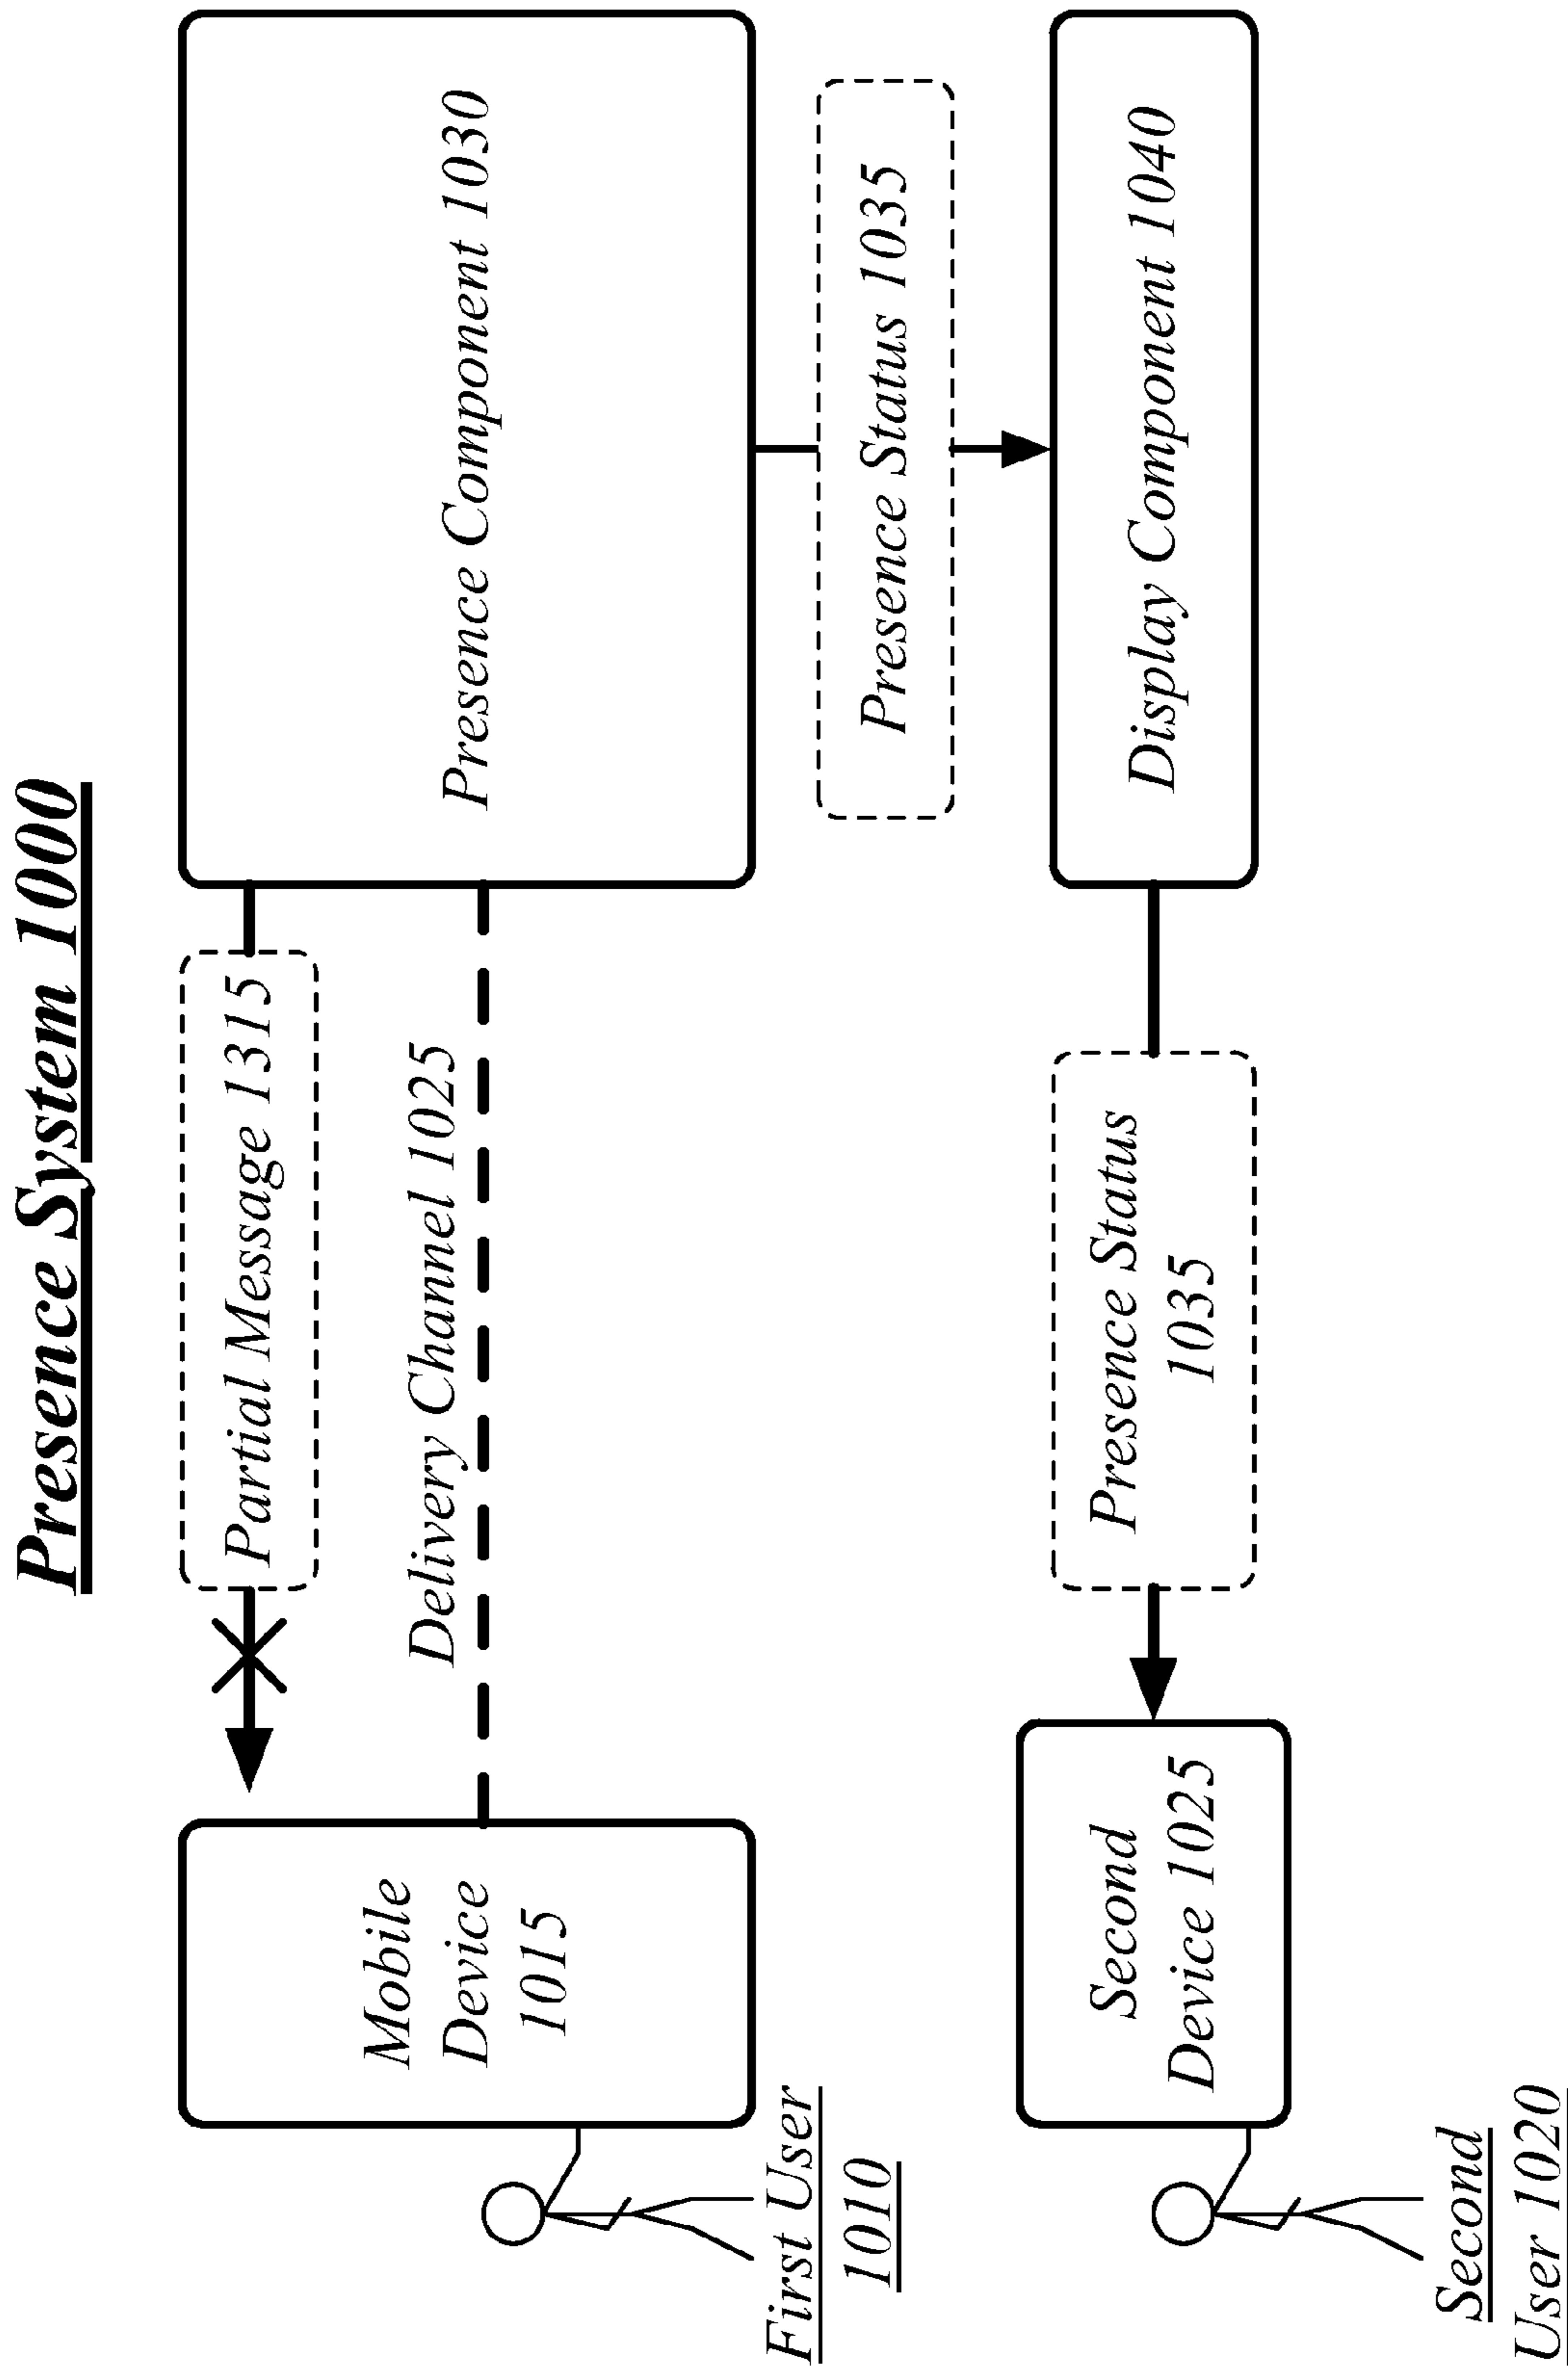 Presence System 1000
Partial Message 1315
Presence Component 1030
Mobile
Device
1015
Delivery Channel 1025
First User
1010
Presence Status 1035
Second
Device 1025
Presence Status
1035
Display Component 1040
Second
User 1020